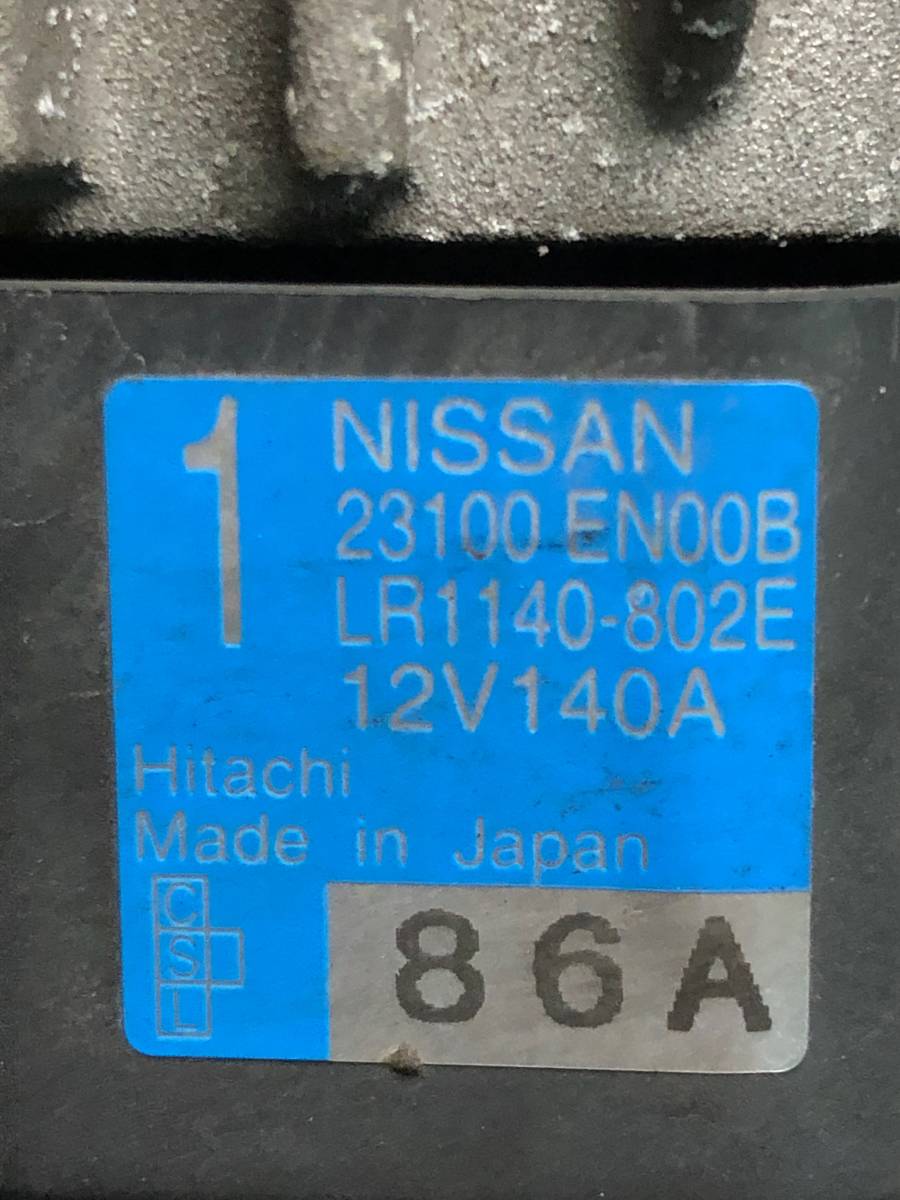 1
NISSAN
23100-EN00B
LR1140-802E
12V140A
Hitachi
Made in Japan
C
S
L
86A